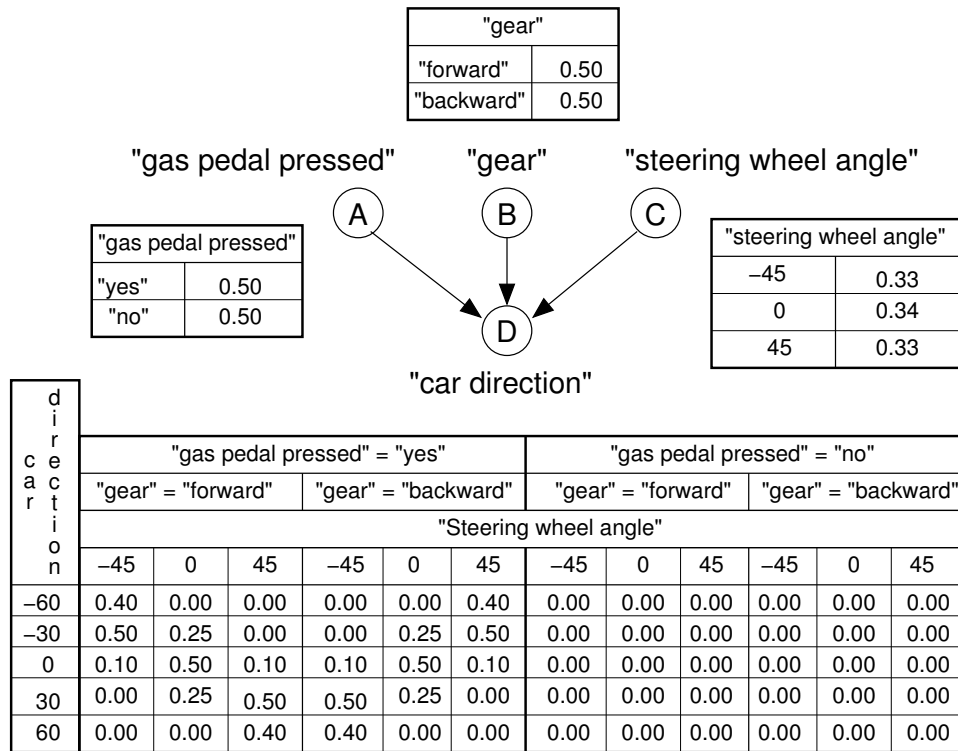 "gear"
"forward" 0.50
"backward" 0.50
"gas pedal pressed" "gear" "steering wheel angle"
A B C
"gas pedal pressed"
"yes" 0.50
"no" 0.50
"steering wheel angle"
−45 0.33
0 0.34
45 0.33
D
"car direction"
car direction
"gas pedal pressed" = "yes" "gas pedal pressed" = "no"
"gear" = "forward" "gear" = "backward" "gear" = "forward" "gear" = "backward"
"Steering wheel angle"
−45 0 45 −45 0 45 −45 0 45 −45 0 45
−60 0.40 0.00 0.00 0.00 0.00 0.40 0.00 0.00 0.00 0.00 0.00 0.00
−30 0.50 0.25 0.00 0.00 0.25 0.50 0.00 0.00 0.00 0.00 0.00 0.00
0 0.10 0.50 0.10 0.10 0.50 0.10 0.00 0.00 0.00 0.00 0.00 0.00
30 0.00 0.25 0.50 0.50 0.25 0.00 0.00 0.00 0.00 0.00 0.00 0.00
60 0.00 0.00 0.40 0.40 0.00 0.00 0.00 0.00 0.00 0.00 0.00 0.00